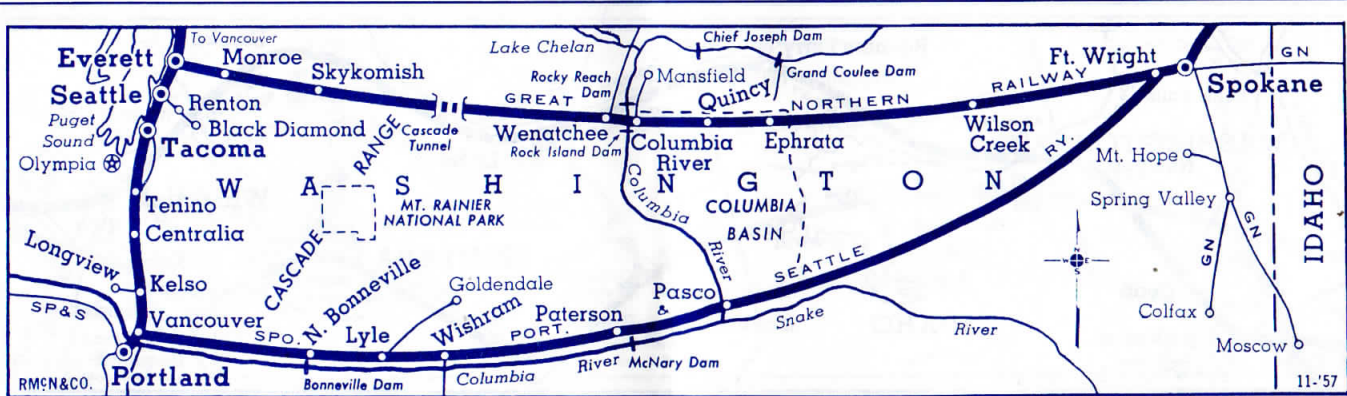 To Vancouver
Everett
Monroe
Skykomish
Seattle
Renton
Black Diamond
Puget
Sound
Olympia
Tacoma
Cascade
Tunnel
GREAT NORTHERN RAILWAY
Lake Chelan
Chief Joseph Dam
Rocky Reach
Dam
Mansfield
Quincy
Grand Coulee Dam
Ft. Wright
GN
Spokane
Wenatchee
Rock Island Dam
Columbia
River
Ephrata
Wilson
Creek
WASHINGTON
CASCADE RANGE
MT. RAINIER
NATIONAL PARK
Columbia River
COLUMBIA
BASIN
Mt. Hope
Spring Valley
GN
GN
IDAHO
Tenino
Centralia
Longview
Kelso
SP&S
Vancouver
Portland
SPO. PORT. & SEATTLE RY.
N. Bonneville
Lyle
Goldendale
Wishram
Paterson
Pasco
Snake River
Bonneville Dam
Columbia River
McNary Dam
W E
N
S
Colfax
Moscow
RMCN&CO.
11-'57